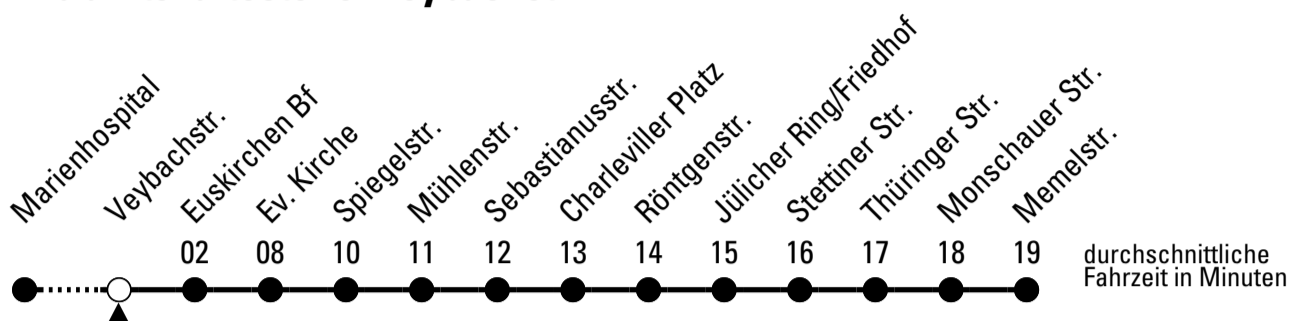 Marienhospital
Veybachstr.
Euskirchen Bf
Ev. Kirche
Spiegelstr.
Mühlenstr.
Sebastianusstr.
Charleviller Platz
Röntgenstr.
Jülicher Ring/Friedhof
Stettiner Str.
Thüringer Str.
Monschauer Str.
Memelstr.
02 08 10 11 12 13 14 15 16 17 18 19
durchschnittliche
Fahrzeit in Minuten